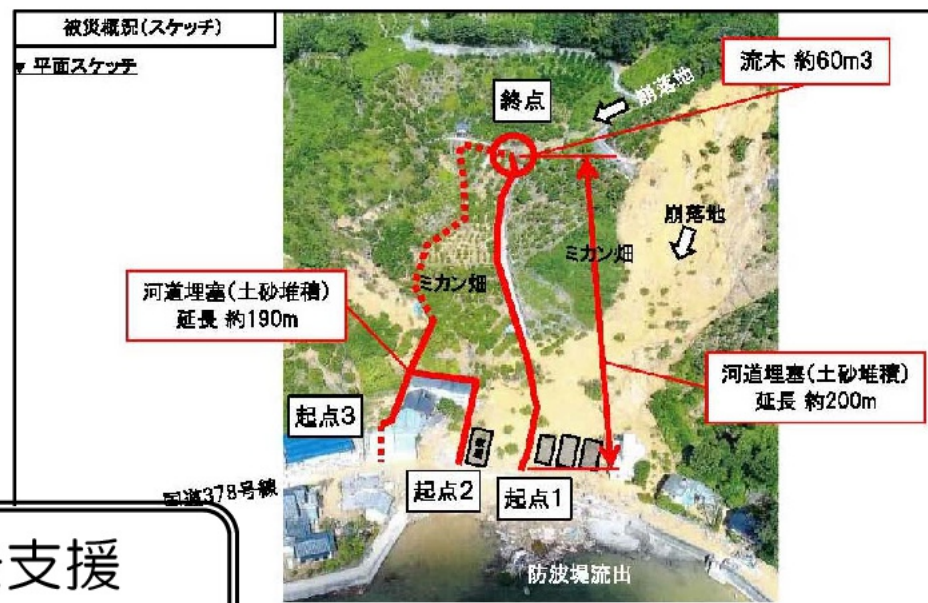 被災概況(スケッチ)
▼ 平面スケッチ
流木 約60m3
崩落地
終点
崩落地
ミカン畑
ミカン畑
河道埋塞(土砂堆積)
延長 約190m
河道埋塞(土砂堆積)
延長 約200m
起点3
起点2
起点1
国道378号線
支援
防波堤流出